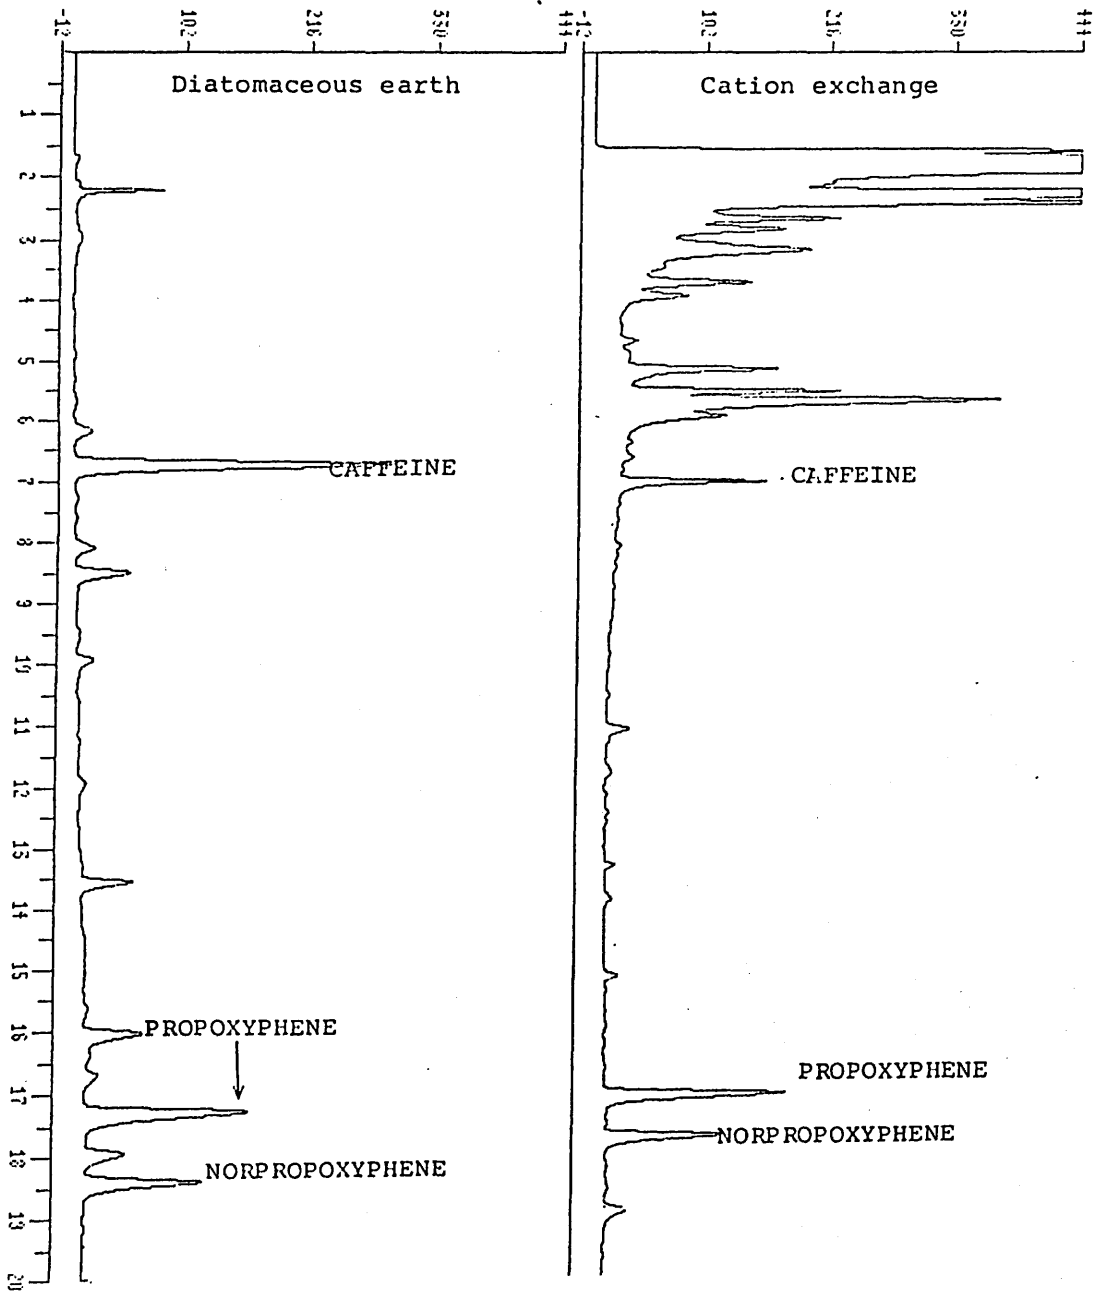 -12 102 216 330 444
-12 102 216 330 444
Diatomaceous earth
Cation exchange
1
2
3
4
5
6
CAFFEINE
CAFFEINE
7
8
9
10
11
12
13
14
15
16
PROPOXYPHENE
PROPOXYPHENE
17
NORPROPOXYPHENE
18
NORPROPOXYPHENE
19
20